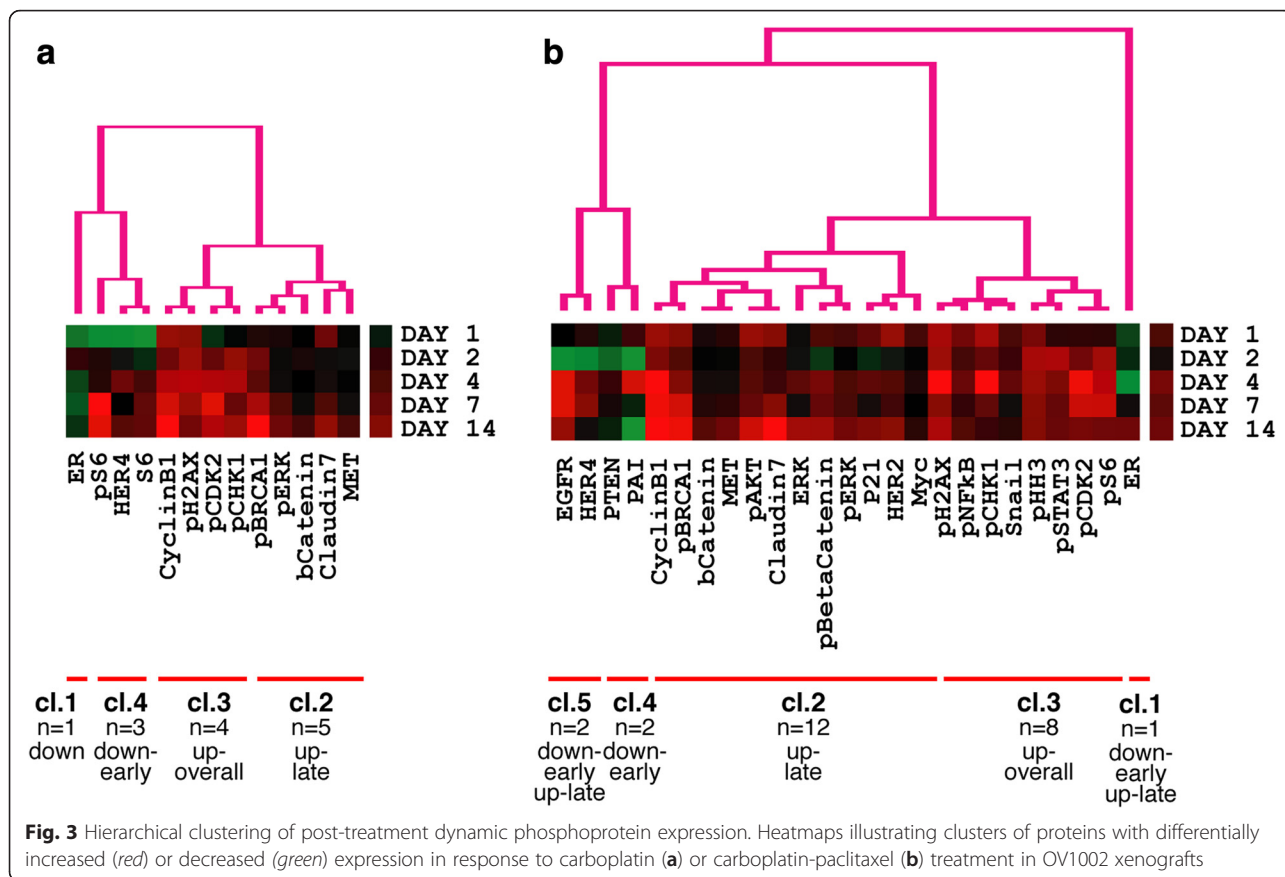 a
b
DAY 1
DAY 2
DAY 4
DAY 7
DAY 14
DAY 1
DAY 2
DAY 4
DAY 7
DAY 14
ER
pS6
HER4
S6
CyclinB1
pH2AX
pCDK2
pCHK1
pBRCA1
pERK
bCatenin
Claudin7
MET
EGFR
HER4
PTEN
PAI
CyclinB1
pBRCA1
bCatenin
MET
pAKT
Claudin7
ERK
pBetaCatenin
pERK
P21
HER2
Myc
pH2AX
pNFkB
pCHK1
Snail
pHH3
pSTAT3
pCDK2
pS6
ER
cl.1
n=1
down
cl.4
n=3
down-
early
cl.3
n=4
up-
overall
cl.2
n=5
up-
late
cl.5
n=2
down-
early
up-late
cl.4
n=2
down-
early
cl.2
n=12
up-
late
cl.3
n=8
up-
overall
cl.1
n=1
down-
early
up-late
Fig. 3 Hierarchical clustering of post-treatment dynamic phosphoprotein expression. Heatmaps illustrating clusters of proteins with differentially
increased (red) or decreased (green) expression in response to carboplatin (a) or carboplatin-paclitaxel (b) treatment in OV1002 xenografts